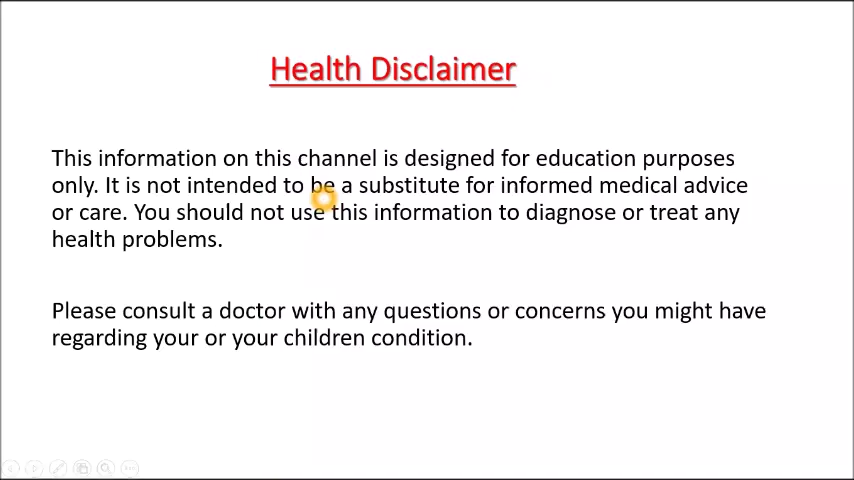 Health Disclaimer
This information on this channel is designed for education purposes
only. It is not intended to be a substitute for informed medical advice
or care. You should not use this information to diagnose or treat any
health problems.
Please consult a doctor with any questions or concerns you might have
regarding your or your children condition.